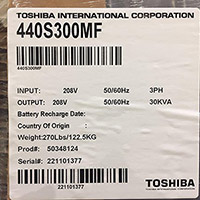 TOSHIBA INTERNATIONAL CORPORATION
440S300MF
440S300MF
INPUT: 208V 50/60Hz 3PH
OUTPUT: 208V 50/60Hz 30KVA
Battery Recharge Date:
Country Of Origin :
Weight:270Lbs/122.5KG
Prod# 50348124
Serial# 221101377
221101377
TOSHIBA